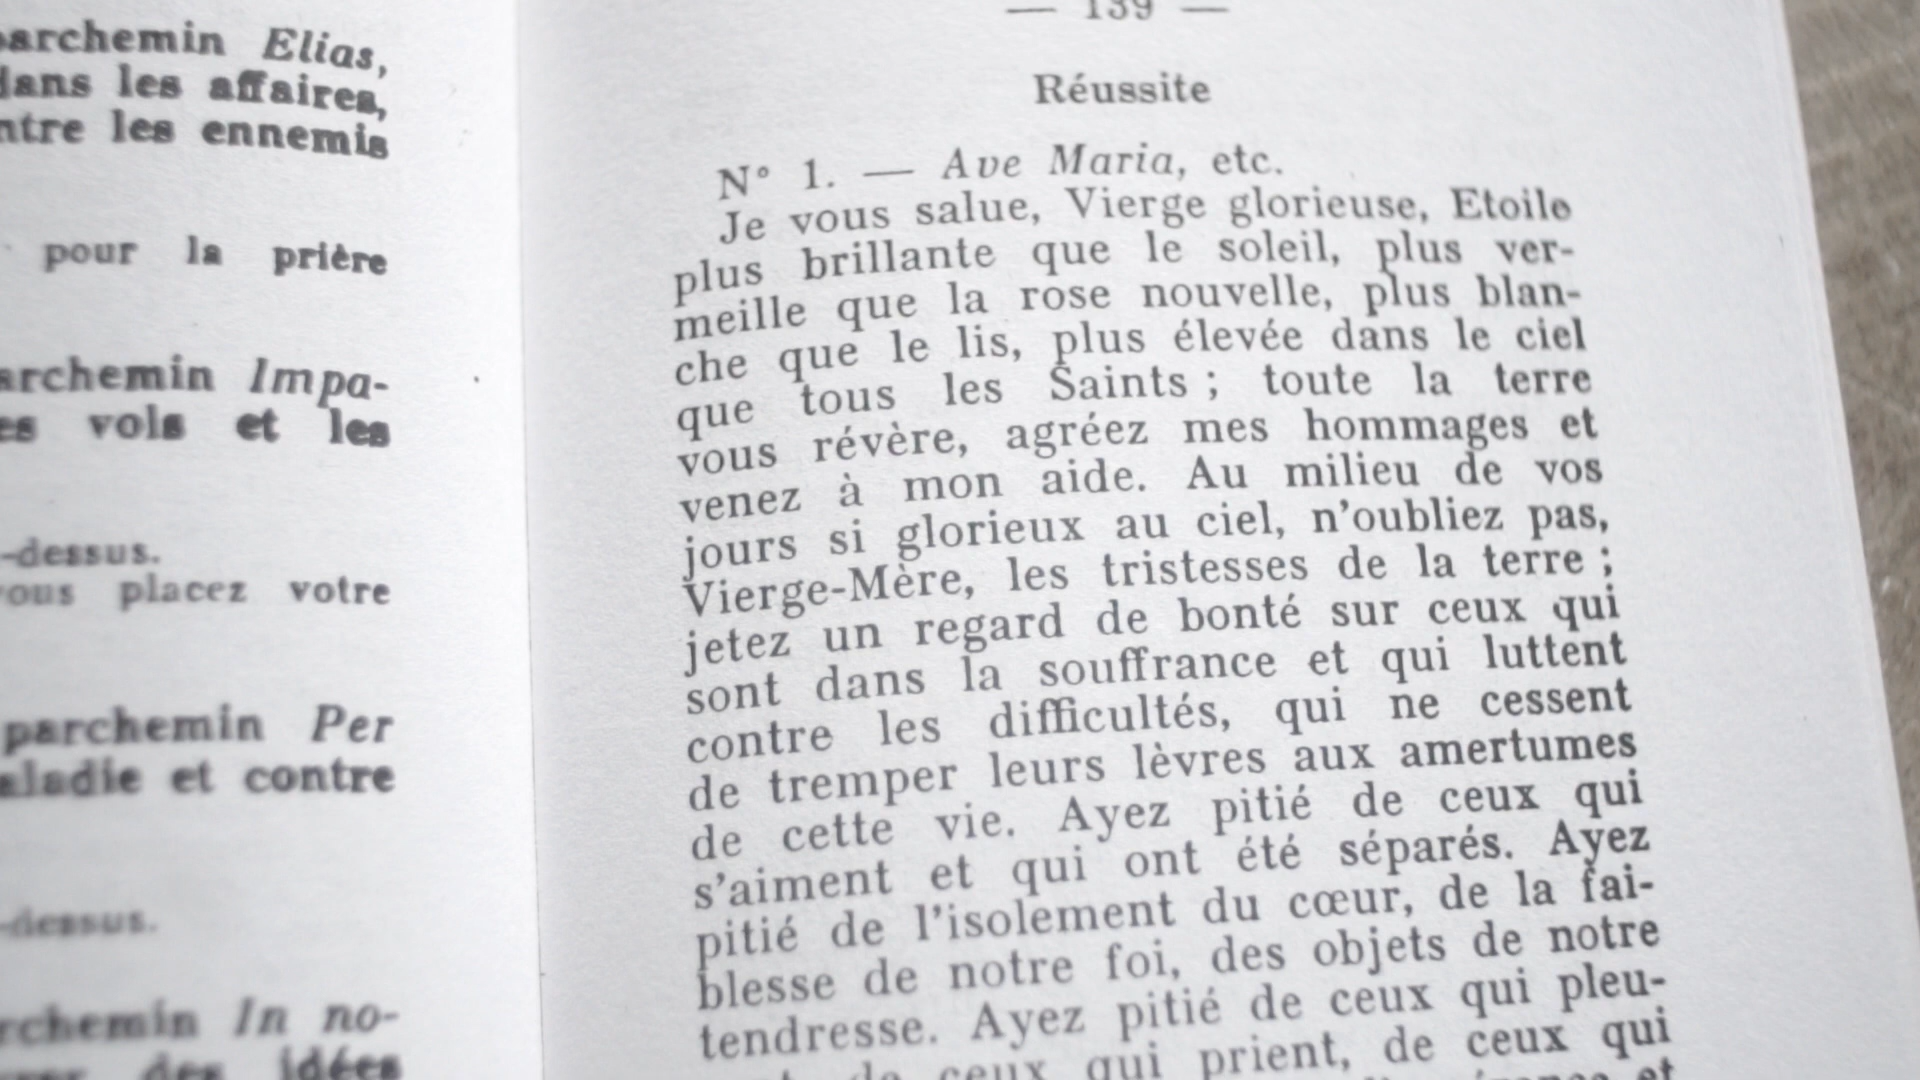 parchemin Elias,
dans les affaires,
les ennemis
pour la prière
parchemin Impa-
vols et les
-dessus.
vous placez votre
parchemin Per
et contre
-dessus.
In no-
des idées
— 139 —
Réussite
N° 1. — Ave Maria, etc.
Je vous salue, Vierge glorieuse, Etoile
plus brillante que le soleil, plus ver-
meille que la rose nouvelle, plus blan-
che que le lis, plus élevée dans le ciel
que tous les Saints ; toute la terre
vous révère, agréez mes hommages et
venez à mon aide. Au milieu de vos
jours si glorieux au ciel, n'oubliez pas,
Vierge-Mère, les tristesses de la terre ;
jetez un regard de bonté sur ceux qui
sont dans la souffrance et qui luttent
contre les difficultés, qui ne cessent
de tremper leurs lèvres aux amertumes
de cette vie. Ayez pitié de ceux qui
s'aiment et qui ont été séparés. Ayez
pitié de l'isolement du cœur, de la fai-
blesse de notre foi, des objets de notre
tendresse. Ayez pitié de ceux qui pleu-
de ceux qui prient, de ceux qui
et